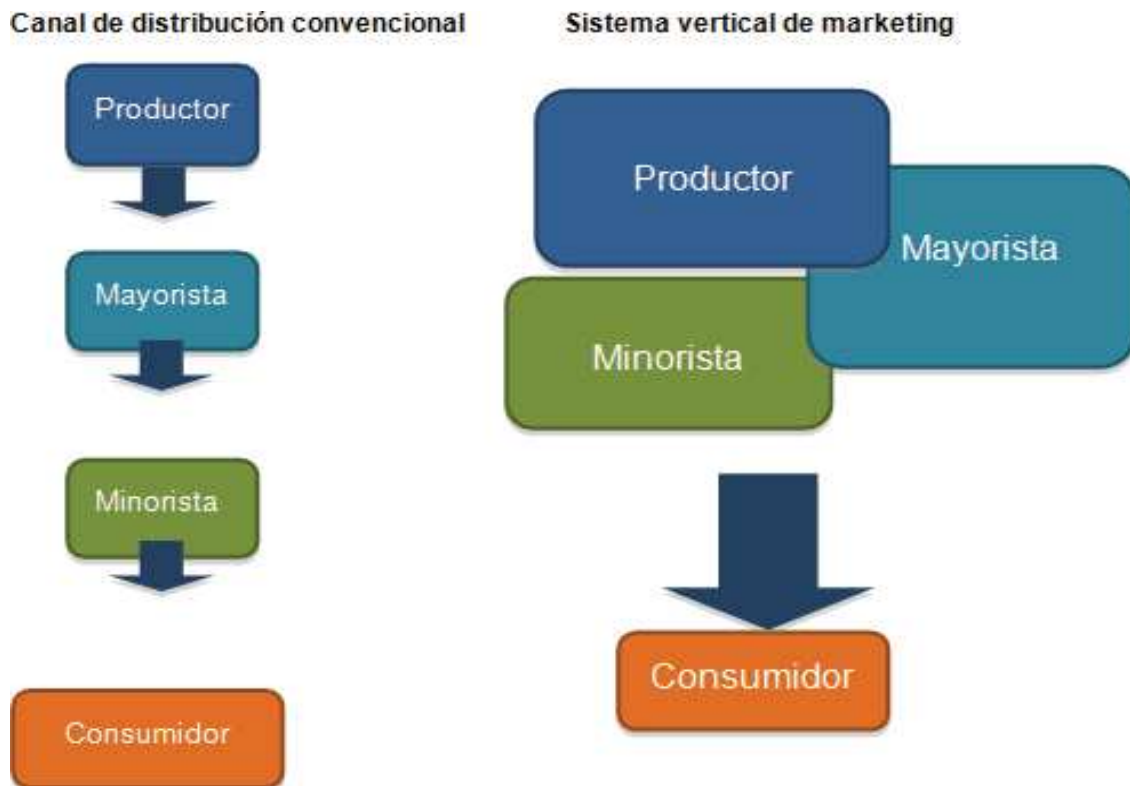 Canal de distribución convencional
Productor
Mayorista
Minorista
Consumidor
Sistema vertical de marketing
Productor
Mayorista
Minorista
Consumidor